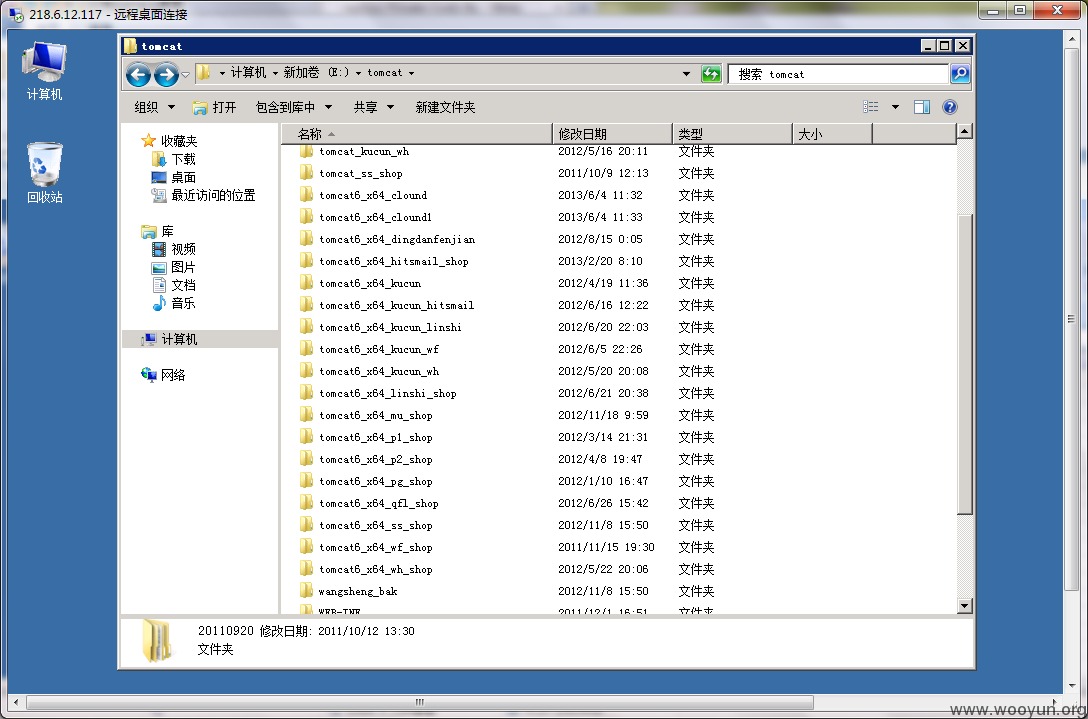 218.6.12.117 - 远程桌面连接
计算机
回收站
tomcat
计算机 新加卷 (E:) tomcat
搜索 tomcat
组织 打开 包含到库中 共享 新建文件夹
收藏夹
下载
桌面
最近访问的位置
库
视频
图片
文档
音乐
计算机
网络
名称 修改日期 类型 大小
tomcat_kucun_wh 2012/5/16 20:11 文件夹
tomcat_ss_shop 2011/10/9 12:13 文件夹
tomcat6_x64_clound 2013/6/4 11:32 文件夹
tomcat6_x64_clound1 2013/6/4 11:33 文件夹
tomcat6_x64_dingdanfenjian 2012/8/15 0:05 文件夹
tomcat6_x64_hitsmail_shop 2013/2/20 8:10 文件夹
tomcat6_x64_kucun 2012/4/19 11:36 文件夹
tomcat6_x64_kucun_hitsmail 2012/6/16 12:22 文件夹
tomcat6_x64_kucun_linshi 2012/6/20 22:03 文件夹
tomcat6_x64_kucun_wf 2012/6/5 22:26 文件夹
tomcat6_x64_kucun_wh 2012/5/20 20:08 文件夹
tomcat6_x64_linshi_shop 2012/6/21 20:38 文件夹
tomcat6_x64_mu_shop 2012/11/18 9:59 文件夹
tomcat6_x64_p1_shop 2012/3/14 21:31 文件夹
tomcat6_x64_p2_shop 2012/4/8 19:47 文件夹
tomcat6_x64_pg_shop 2012/1/10 16:47 文件夹
tomcat6_x64_qfl_shop 2012/6/26 15:42 文件夹
tomcat6_x64_ss_shop 2012/11/8 15:50 文件夹
tomcat6_x64_wf_shop 2011/11/15 19:30 文件夹
tomcat6_x64_wh_shop 2012/5/22 20:06 文件夹
wangsheng_bak 2012/11/8 15:50 文件夹
WEB-INF 2011/12/1 16:51 文件夹
20110920 修改日期: 2011/10/12 13:30
文件夹
www.wooyun.org